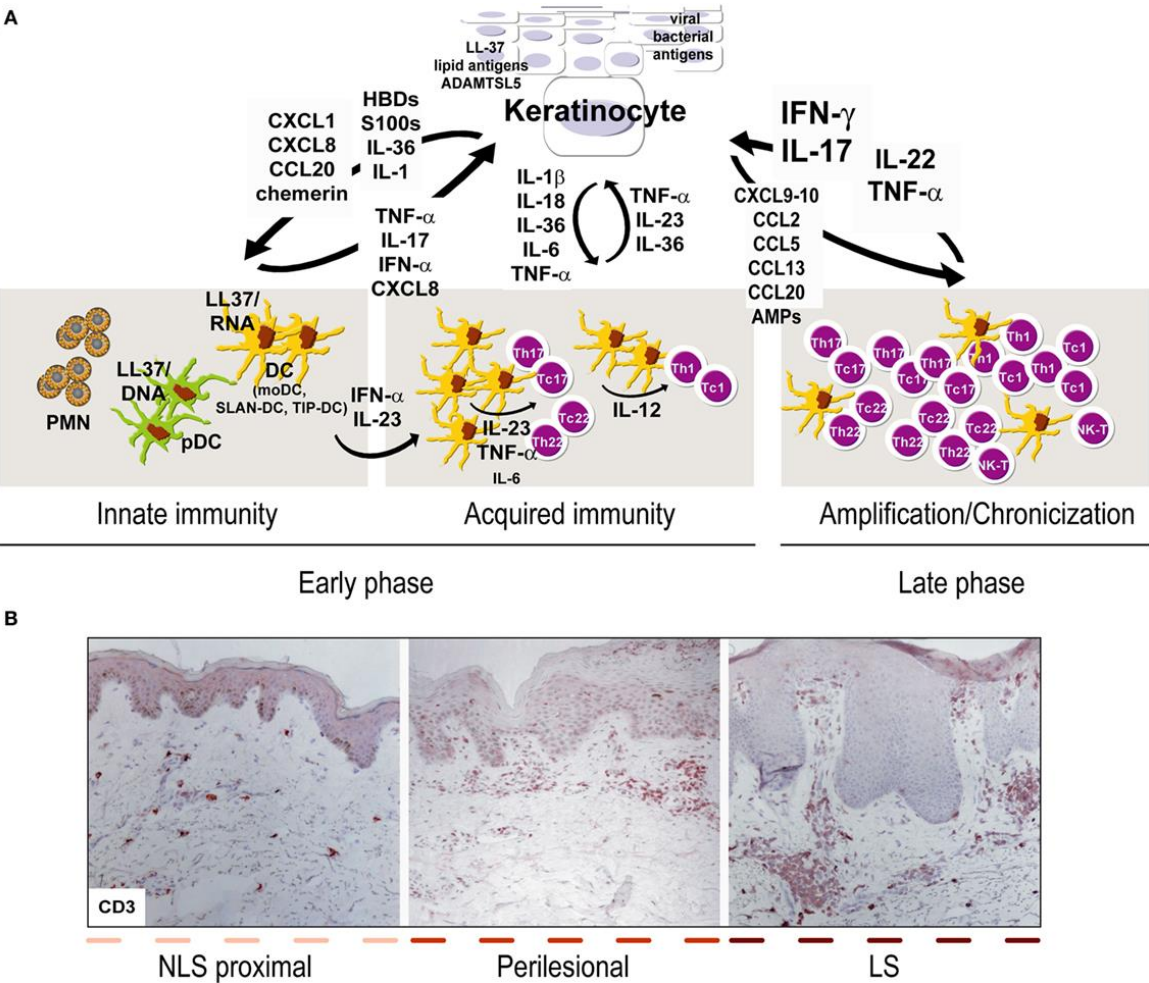 A
LL-37
lipid antigens
ADAMTSL5
viral
bacterial
antigens
Keratinocyte
CXCL1
CXCL8
CCL20
chemerin
HBDs
S100s
IL-36
IL-1
TNF-α
IL-17
IFN-α
CXCL8
IL-1β
IL-18
IL-36
IL-6
TNF-α
TNF-α
IL-23
IL-36
IFN-γ
IL-17
IL-22
TNF-α
CXCL9-10
CCL2
CCL5
CCL13
CCL20
AMPs
PMN
LL37/
DNA
pDC
LL37/
RNA
DC
(moDC,
SLAN-DC, TIP-DC)
IFN-α
IL-23
Th17
Tc17
Tc22
Th22
IL-23
TNF-α
IL-6
IL-12
Th1
Tc1
Th17
Tc17
Th17
Tc17
Th17
Tc17
Th1
Th1
Tc1
Tc1
Th1
Tc1
Tc22
Th22
Tc22
Th22
Tc22
Th22
NK-T
NK-T
Innate immunity
Acquired immunity
Amplification/Chronicization
Early phase
Late phase
B
CD3
NLS proximal
Perilesional
LS